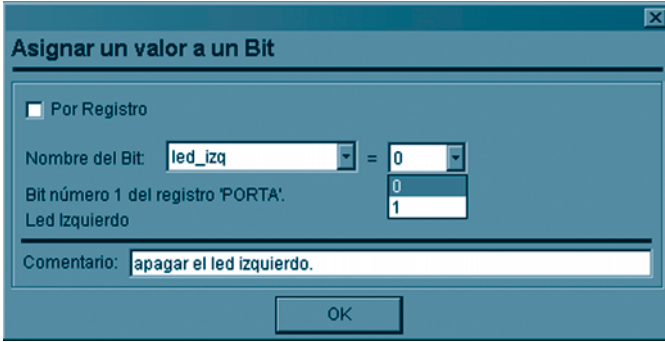 Asignar un valor a un Bit
Por Registro
Nombre del Bit: led_izq = 0
0
1
Bit número 1 del registro 'PORTA'.
Led Izquierdo
Comentario: apagar el led izquierdo.
OK